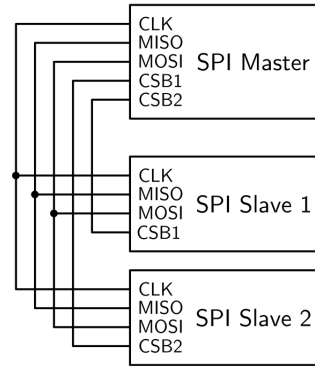 CLK
MISO
MOSI
CSB1
CSB2
SPI Master
CLK
MISO
MOSI
CSB1
SPI Slave 1
CLK
MISO
MOSI
CSB2
SPI Slave 2